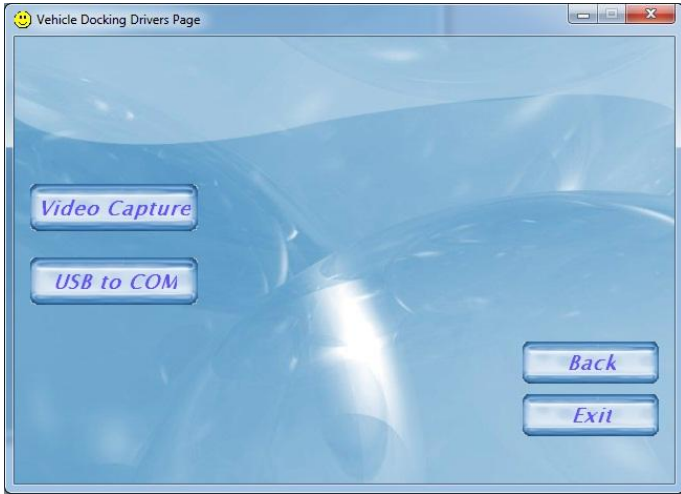 Vehicle Docking Drivers Page
Video Capture
USB to COM
Back
Exit